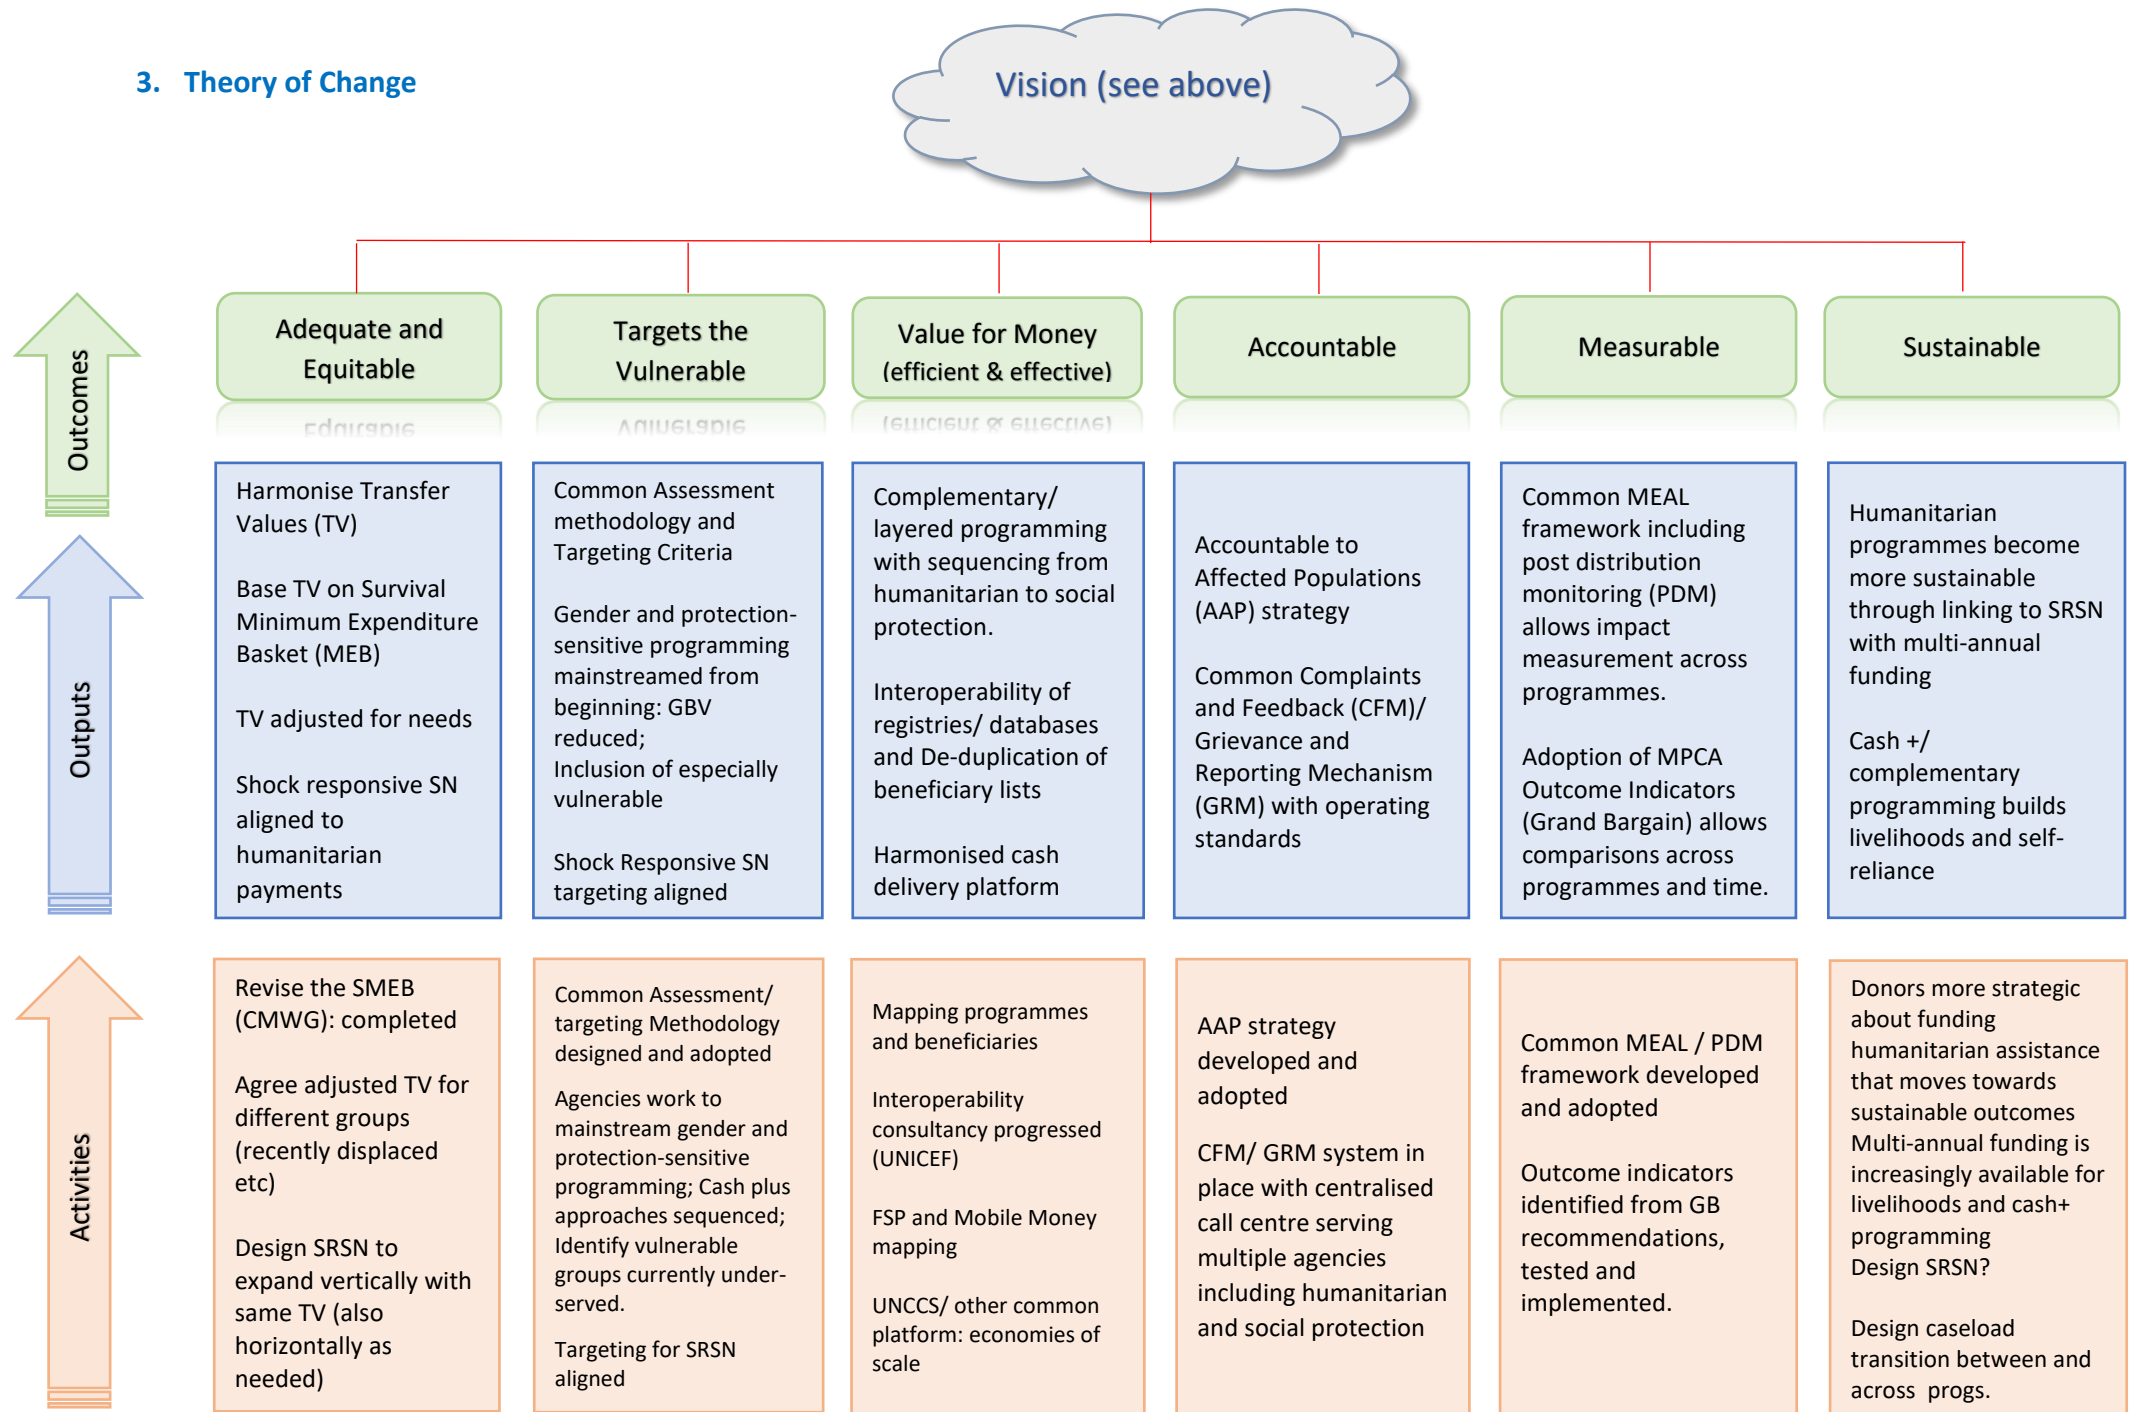 3. Theory of Change
Vision (see above)
Outcomes
Adequate and
Equitable
Targets the
Vulnerable
Value for Money
(efficient & effective)
Accountable
Measurable
Sustainable
Outputs
Harmonise Transfer
Values (TV)
Base TV on Survival
Minimum Expenditure
Basket (MEB)
TV adjusted for needs
Shock responsive SN
aligned to
humanitarian
payments
Common Assessment
methodology and
Targeting Criteria
Gender and protection-
sensitive programming
mainstreamed from
beginning: GBV
reduced;
Inclusion of especially
vulnerable
Shock Responsive SN
targeting aligned
Complementary/
layered programming
with sequencing from
humanitarian to social
protection.
Interoperability of
registries/ databases
and De-duplication of
beneficiary lists
Harmonised cash
delivery platform
Accountable to
Affected Populations
(AAP) strategy
Common Complaints
and Feedback (CFM)/
Grievance and
Reporting Mechanism
(GRM) with operating
standards
Common MEAL
framework including
post distribution
monitoring (PDM)
allows impact
measurement across
programmes.
Adoption of MPCA
Outcome Indicators
(Grand Bargain) allows
comparisons across
programmes and time.
Humanitarian
programmes become
more sustainable
through linking to SRSN
with multi-annual
funding
Cash +/
complementary
programming builds
livelihoods and self-
reliance
Activities
Revise the SMEB
(CMWG): completed
Agree adjusted TV for
different groups
(recently displaced
etc)
Design SRSN to
expand vertically with
same TV (also
horizontally as
needed)
Common Assessment/
targeting Methodology
designed and adopted
Agencies work to
mainstream gender and
protection-sensitive
programming; Cash plus
approaches sequenced;
Identify vulnerable
groups currently under-
served.
Targeting for SRSN
aligned
Mapping programmes
and beneficiaries
Interoperability
consultancy progressed
(UNICEF)
FSP and Mobile Money
mapping
UNCCS/ other common
platform: economies of
scale
AAP strategy
developed and
adopted
CFM/ GRM system in
place with centralised
call centre serving
multiple agencies
including humanitarian
and social protection
Common MEAL / PDM
framework developed
and adopted
Outcome indicators
identified from GB
recommendations,
tested and
implemented.
Donors more strategic
about funding
humanitarian assistance
that moves towards
sustainable outcomes
Multi-annual funding is
increasingly available for
livelihoods and cash+
programming
Design SRSN?
Design caseload
transition between and
across progs.